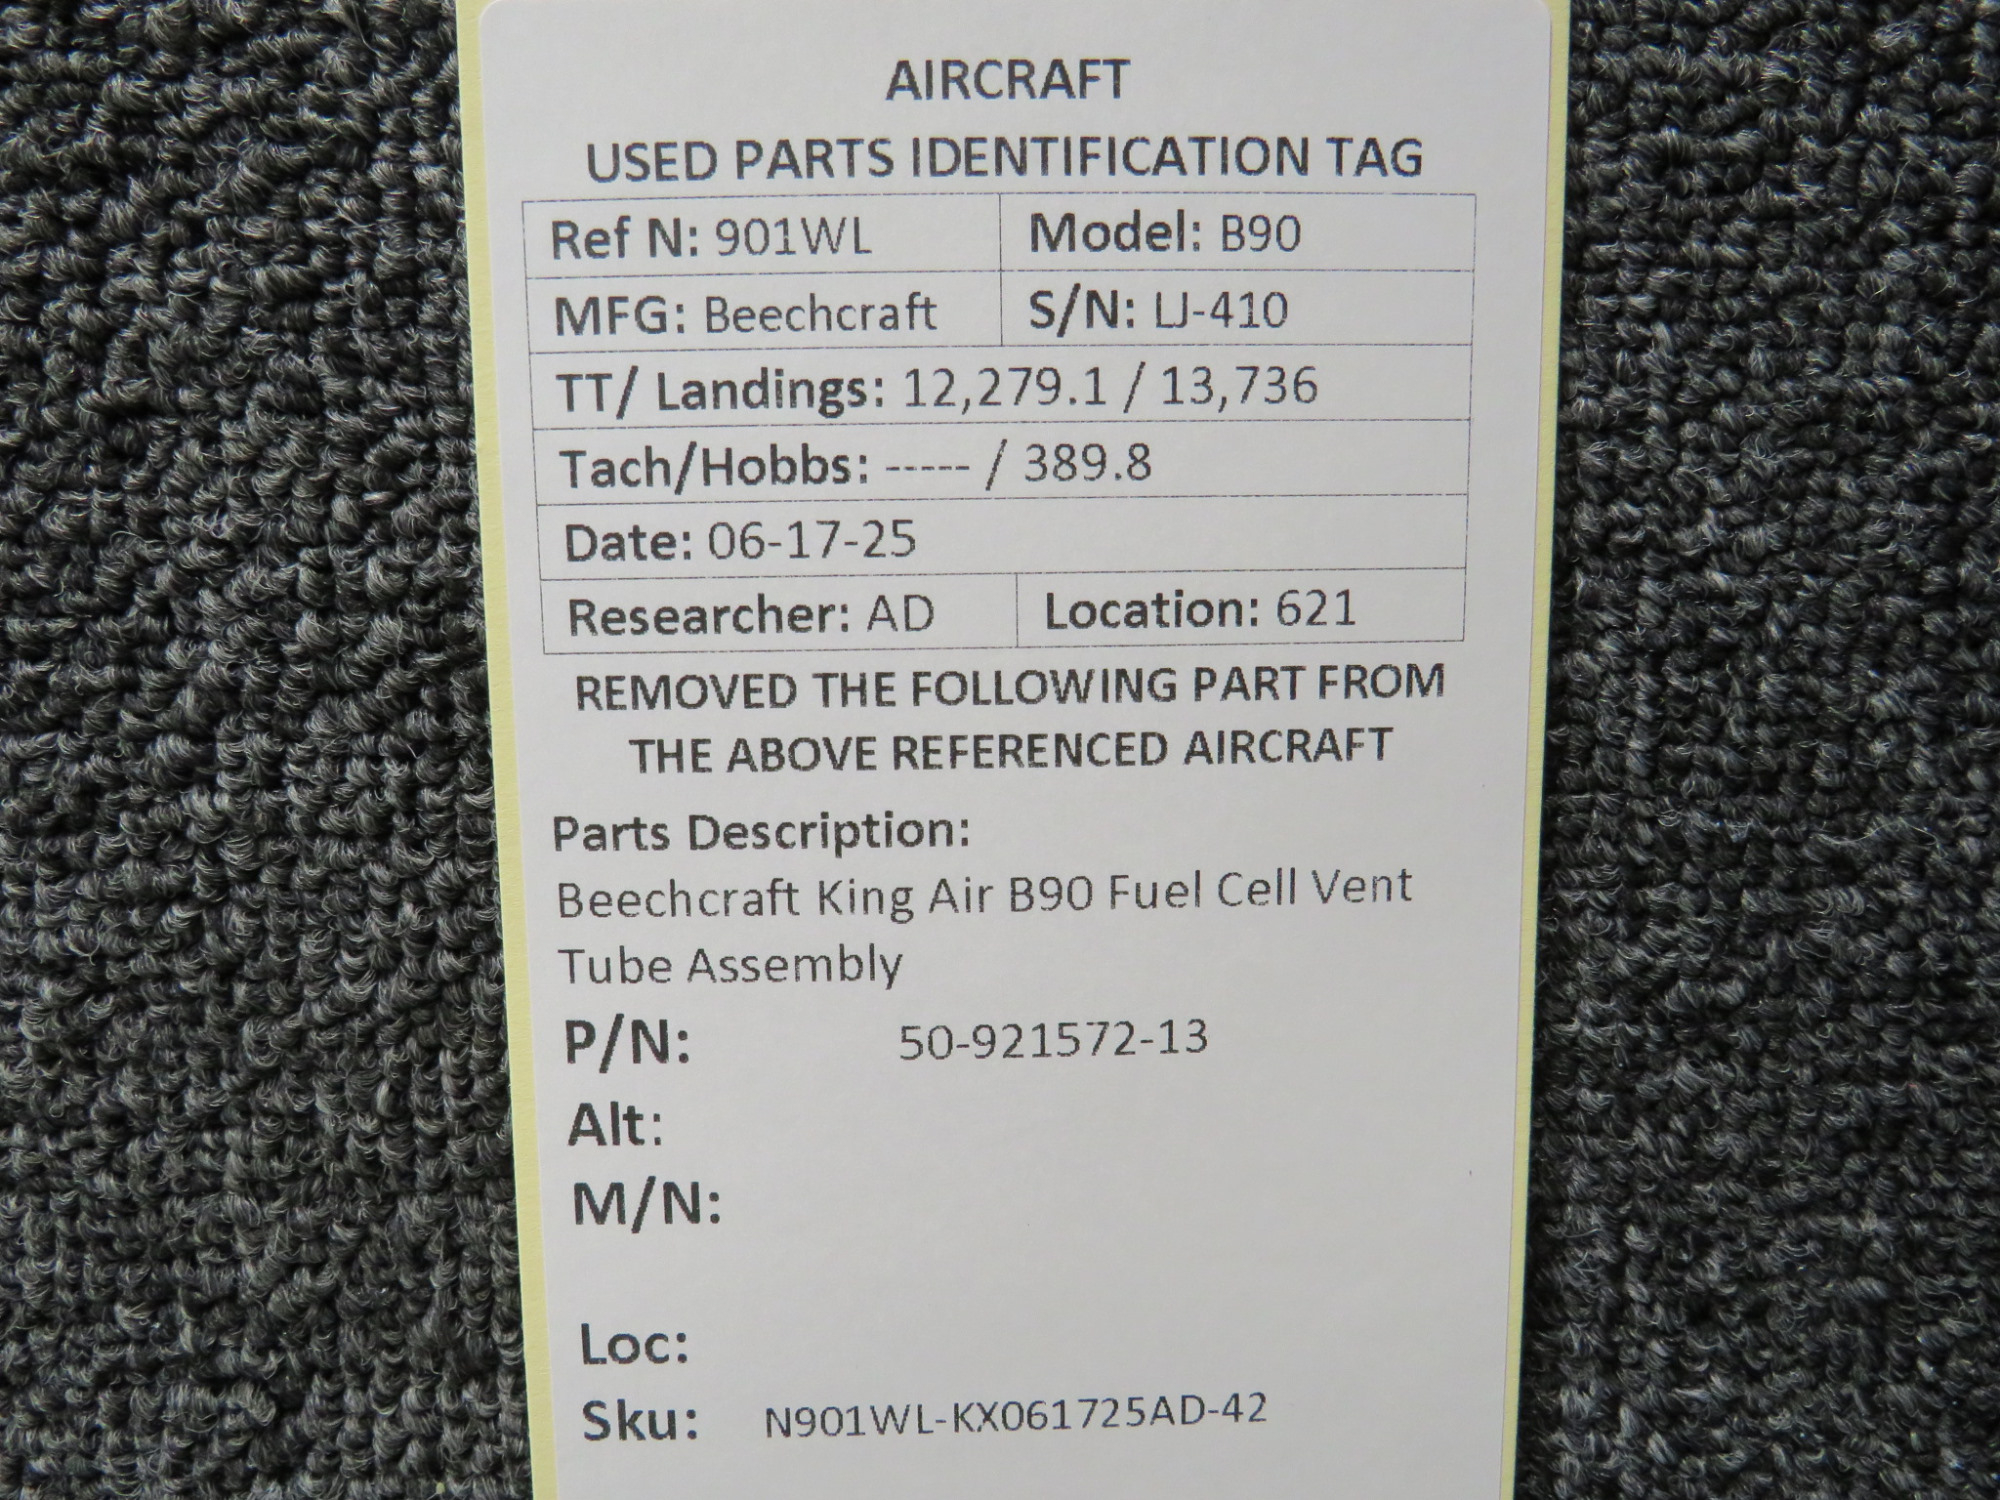 AIRCRAFT
USED PARTS IDENTIFICATION TAG
Ref N: 901WL Model: B90
MFG: Beechcraft S/N: LJ-410
TT/ Landings: 12,279.1 / 13,736
Tach/Hobbs: ----- / 389.8
Date: 06-17-25
Researcher: AD Location: 621
REMOVED THE FOLLOWING PART FROM
THE ABOVE REFERENCED AIRCRAFT
Parts Description:
Beechcraft King Air B90 Fuel Cell Vent
Tube Assembly
P/N: 50-921572-13
Alt:
M/N:
Loc:
Sku: N901WL-KX061725AD-42